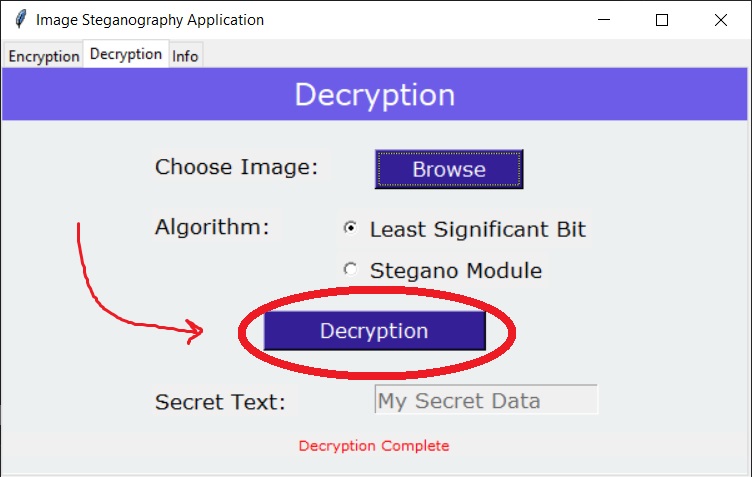 Image Steganography Application
Encryption Decryption Info
Decryption
Choose Image: Browse
Algorithm: Least Significant Bit
Stegano Module
Decryption
Secret Text: My Secret Data
Decryption Complete